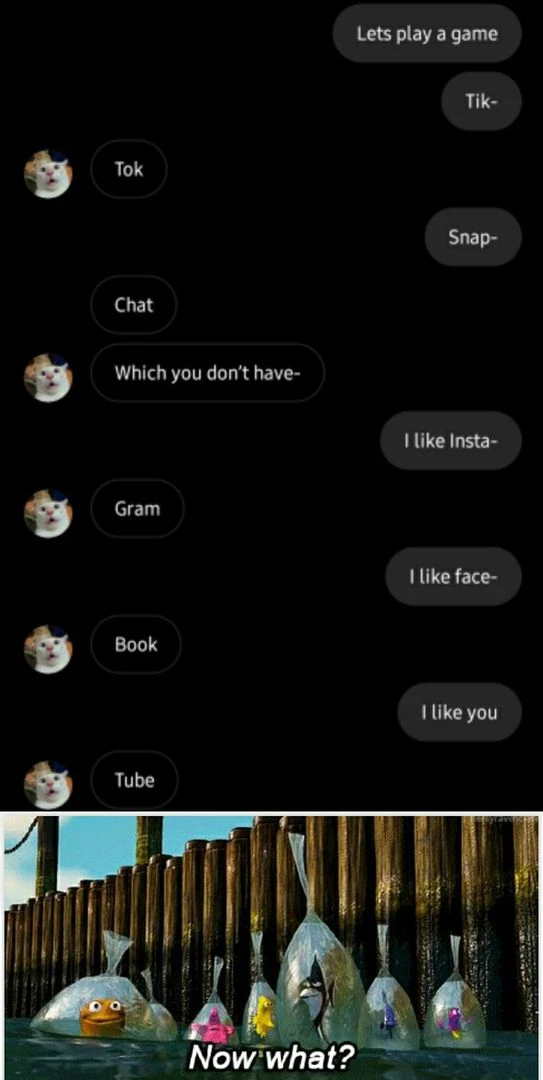 Lets play a game
Tik-
Tok
Snap-
Chat
Which you don't have-
I like Insta-
Gram
I like face-
Book
I like you
Tube
Now what?